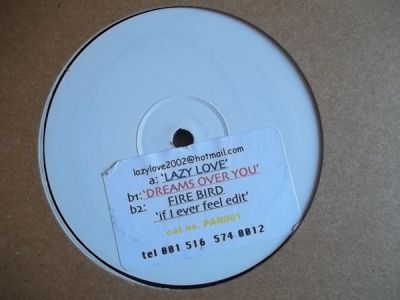 lazylove2002@hotmail.com
a: 'LAZY LOVE'
b1: 'DREAMS OVER YOU'
b2: FIRE BIRD
'if I ever feel edit'
cat no. PAR001
tel 001 516 574 0012